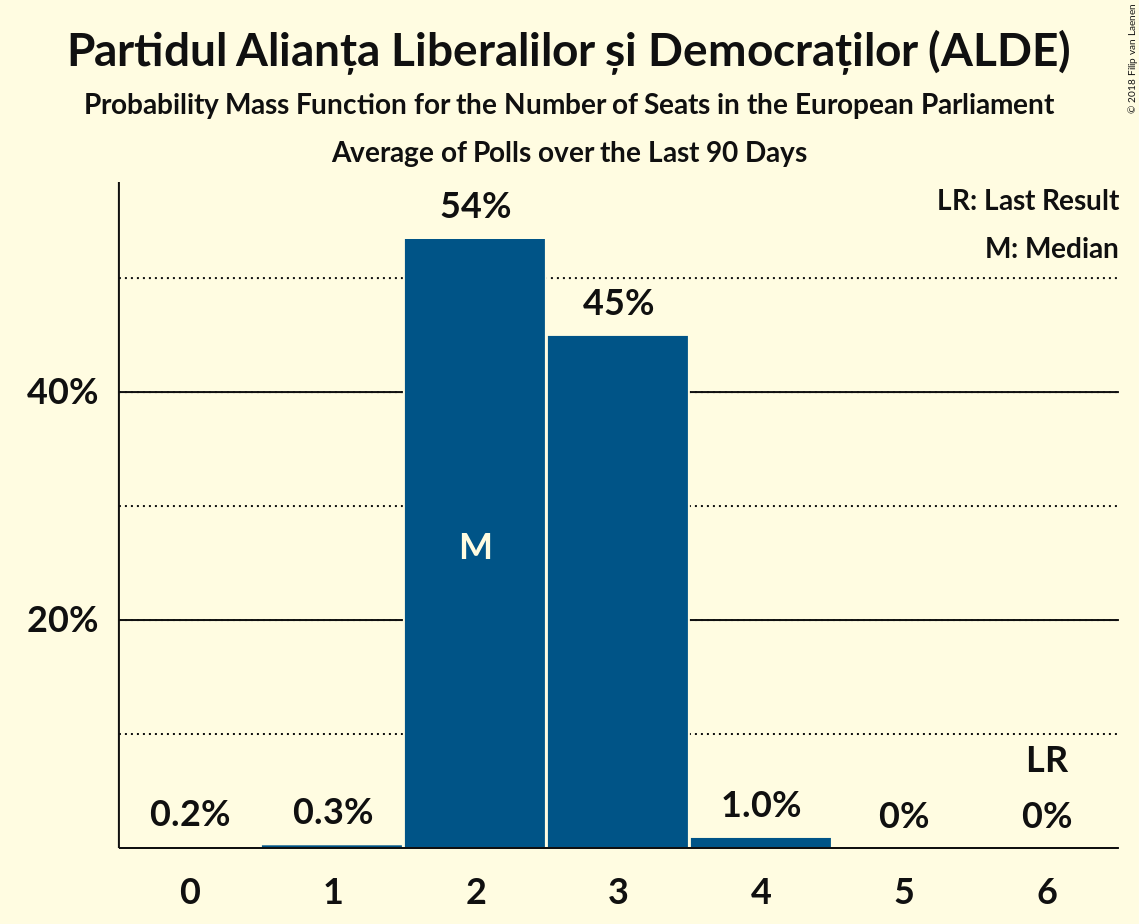 Partidul Alianța Liberalilor și Democraților (ALDE)
Probability Mass Function for the Number of Seats in the European Parliament
Average of Polls over the Last 90 Days
© 2018 Filip van Laenen
LR: Last Result
M: Median
54%
45%
40%
M
20%
LR
0.2%
0.3%
1.0%
0%
0%
0
1
2
3
4
5
6